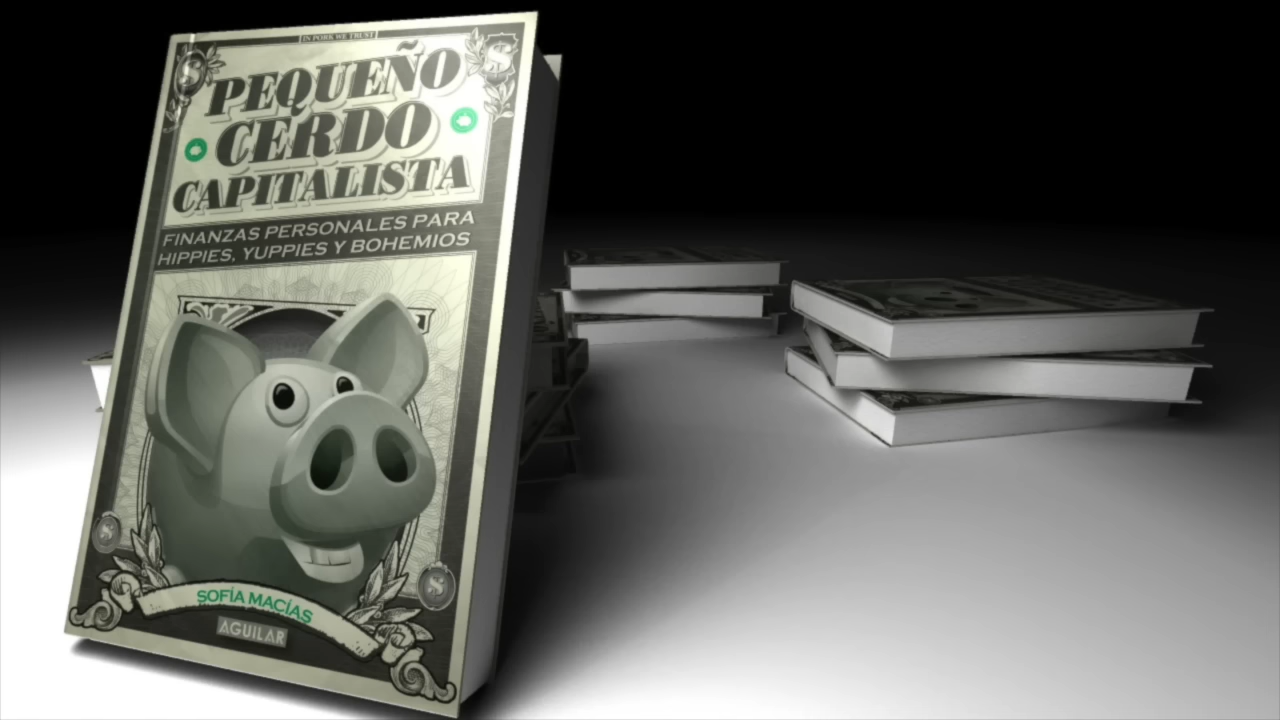 IN PORK WE TRUST
PEQUEÑO
CERDO
CAPITALISTA
FINANZAS PERSONALES PARA
HIPPIES, YUPPIES Y BOHEMIOS
SOFÍA MACÍAS
AGUILAR